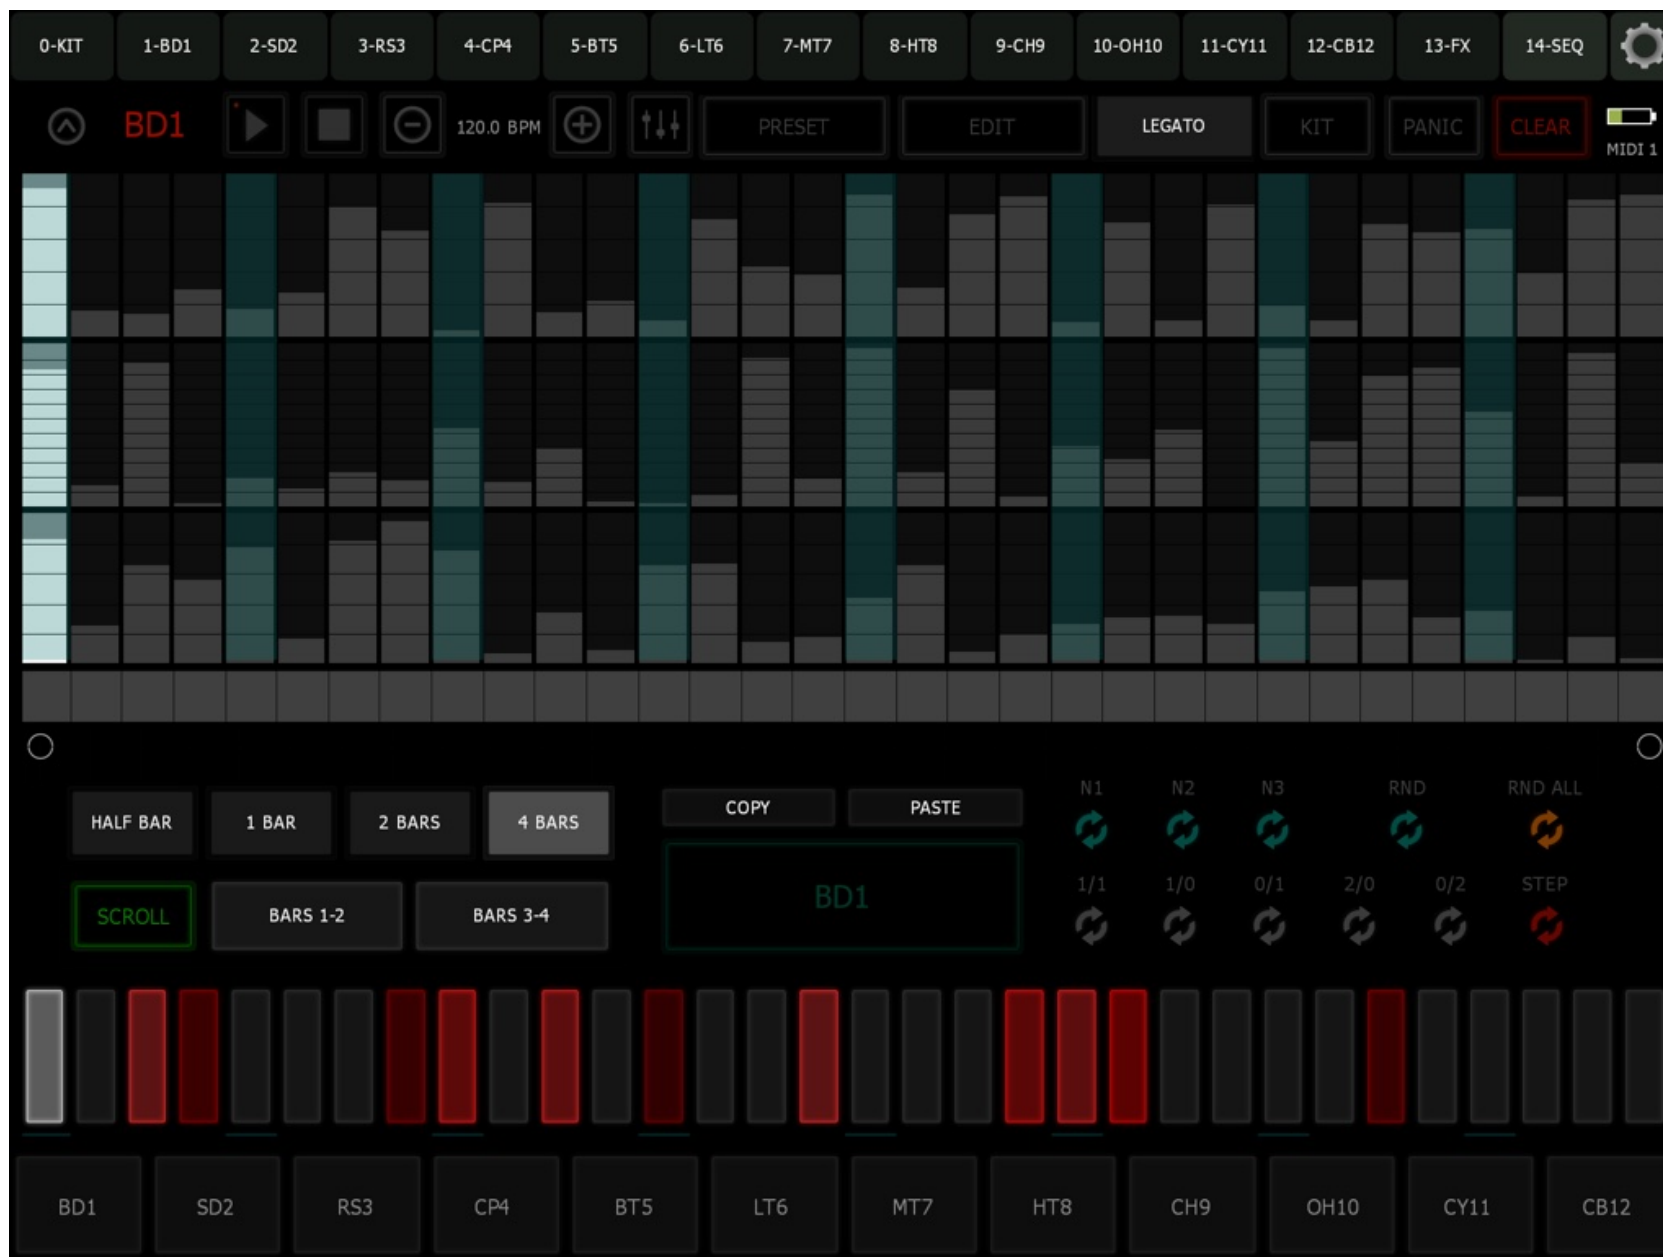 0-KIT 1-BD1 2-SD2 3-RS3 4-CP4 5-BT5 6-LT6 7-MT7 8-HT8 9-CH9 10-OH10 11-CY11 12-CB12 13-FX 14-SEQ
BD1 120.0 BPM PRESET EDIT LEGATO KIT PANIC CLEAR
MIDI 1
N1 N2 N3 RND RND ALL
HALF BAR 1 BAR 2 BARS 4 BARS COPY PASTE
1/1 1/0 0/1 2/0 0/2 STEP
SCROLL BARS 1-2 BARS 3-4 BD1
BD1 SD2 RS3 CP4 BT5 LT6 MT7 HT8 CH9 OH10 CY11 CB12